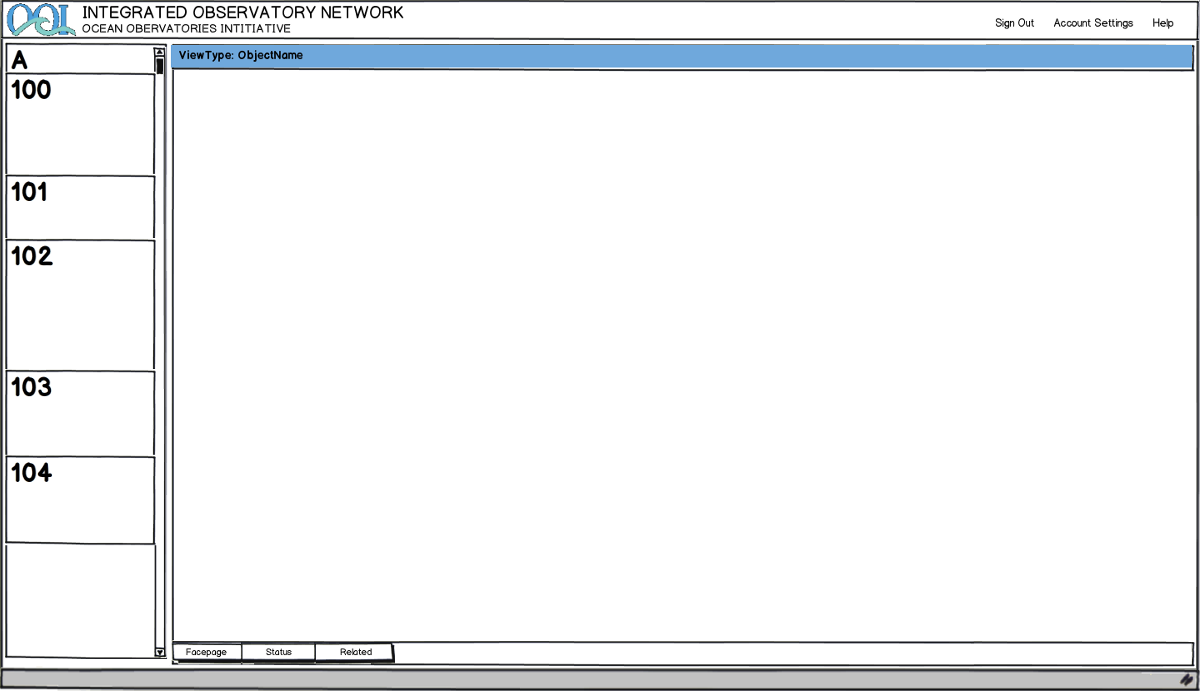 OOI INTEGRATED OBSERVATORY NETWORK
OCEAN OBERVATORIES INTITIATIVE
Sign Out Account Settings Help
A
100
101
102
103
104
ViewType: ObjectName
Facepage Status Related